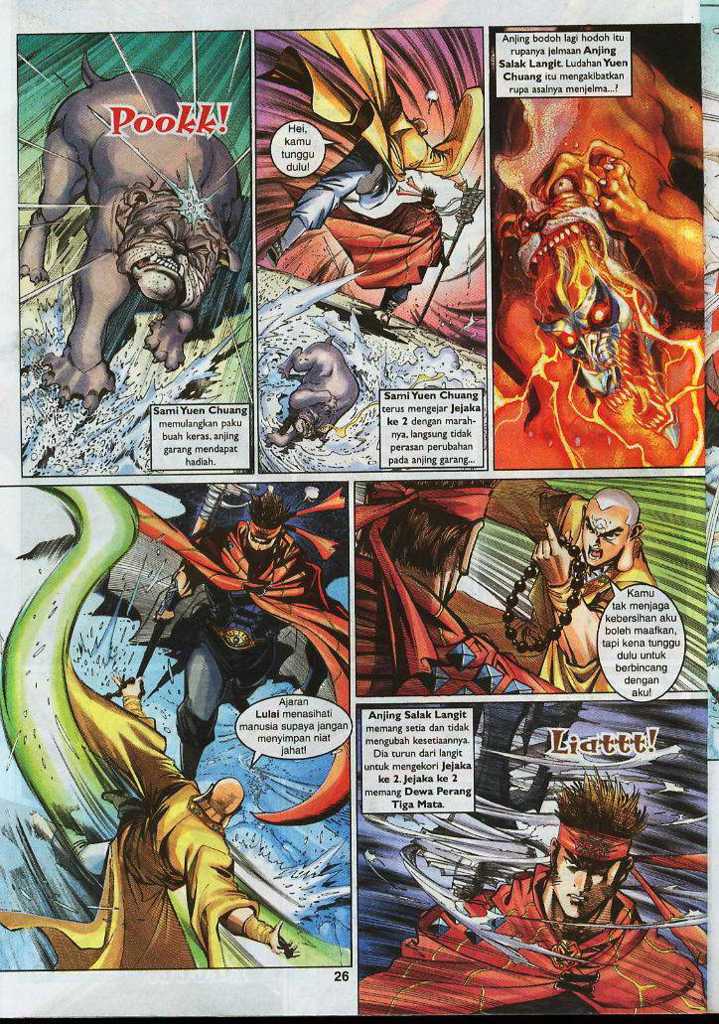 Pookk!
Sami Yuen Chuang
memulangkan paku
buah keras, anjing
garang mendapat
hadiah.
Hei,
kamu
tunggu
dulu!
Sami Yuen Chuang
terus mengejar Jejaka
ke 2 dengan marah-
nya, langsung tidak
perasan perubahan
pada anjing garang...
Anjing bodoh lagi hodoh itu
rupanya jelmaan Anjing
Salak Langit. Ludahan Yuen
Chuang itu mengakibatkan
rupa asalnya menjelma...?
Ajaran
Lulai menasihati
manusia supaya jangan
menyimpan niat
jahat!
Kamu
tak menjaga
kebersihan aku
boleh maafkan,
tapi kena tunggu
dulu untuk
berbincang
dengan
aku!
Anjing Salak Langit
memang setia dan tidak
mengubah kesetiaannya.
Dia turun dari langit
untuk mengekori Jejaka
ke 2. Jejaka ke 2
memang Dewa Perang
Tiga Mata.
Liattt!
26